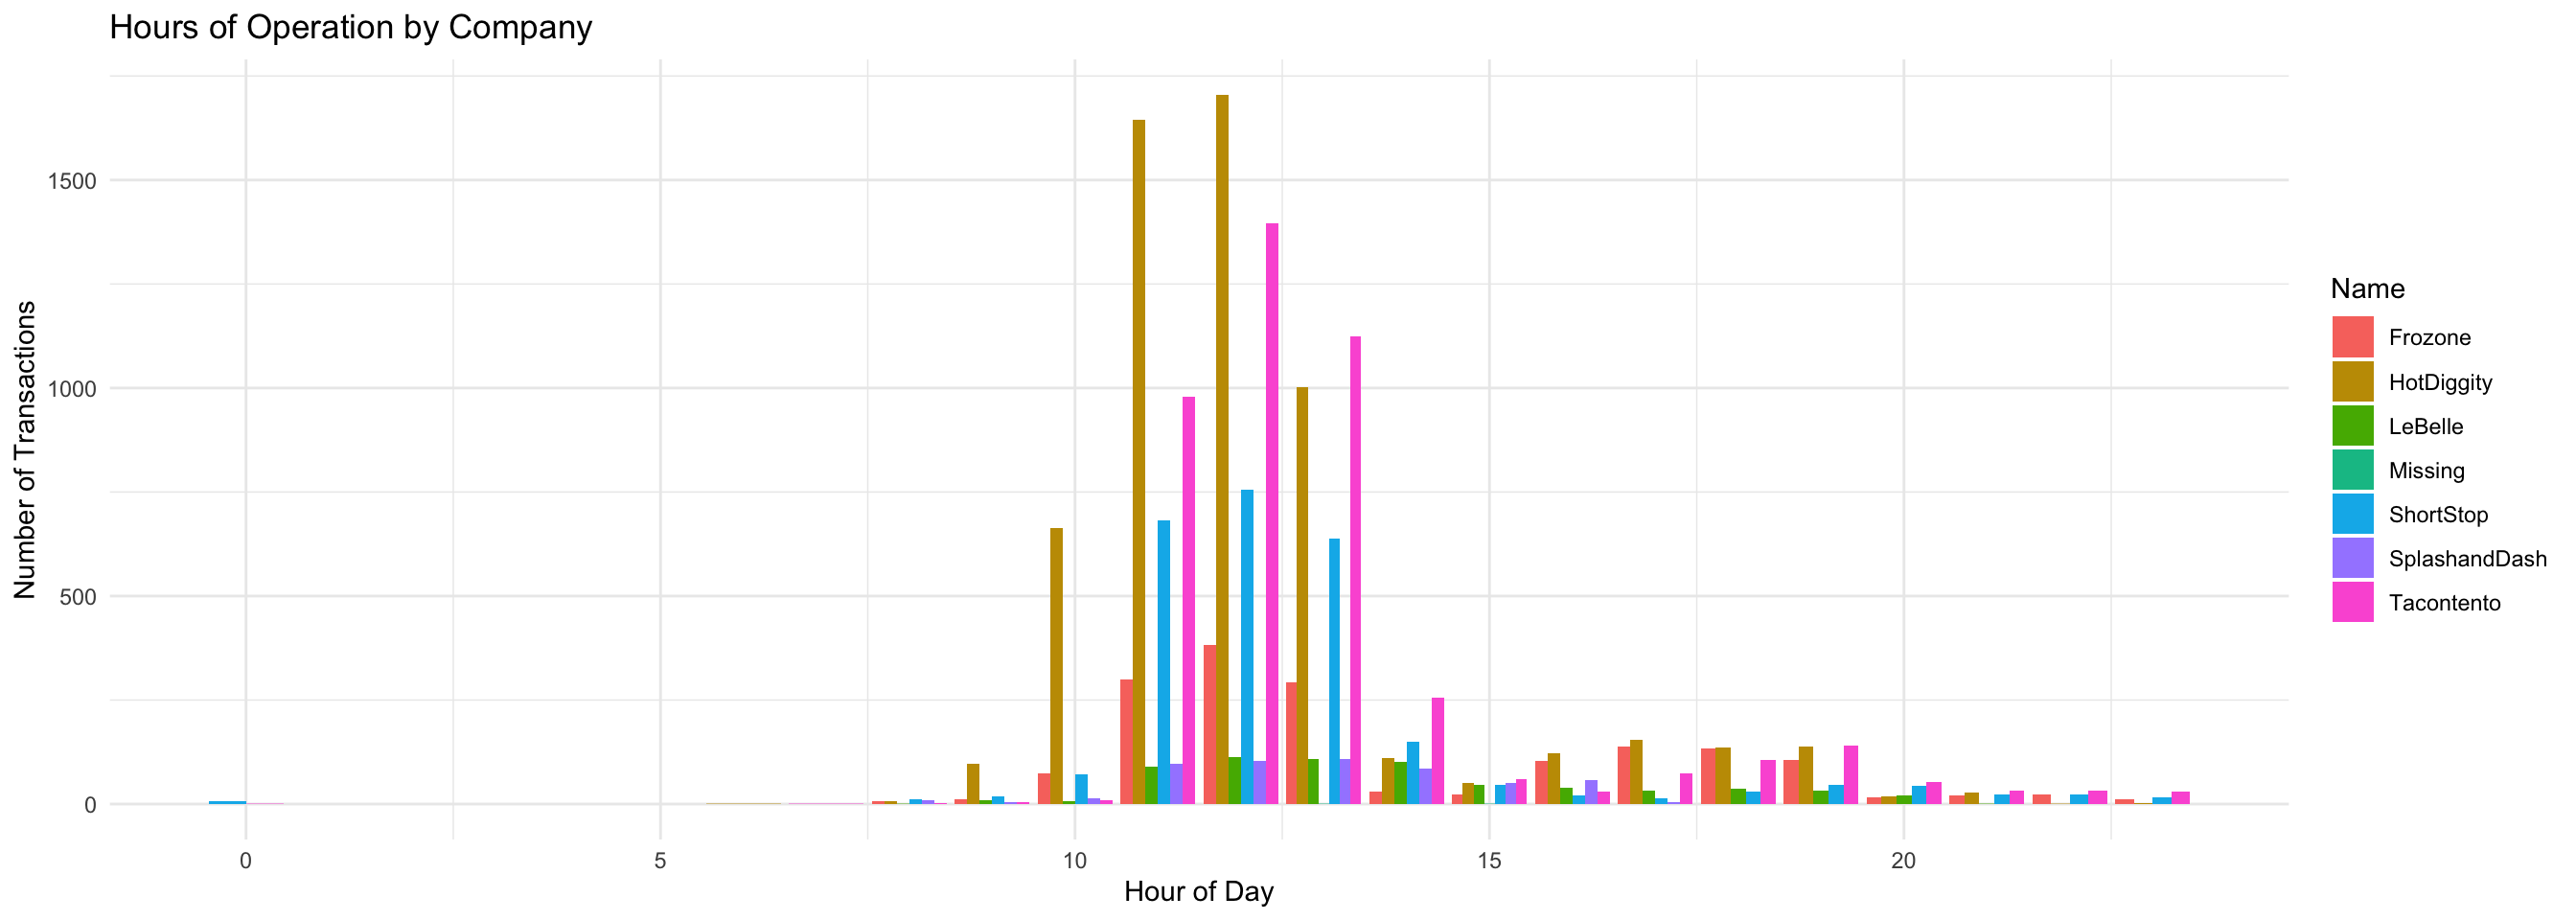 Hours of Operation by Company
Number of Transactions
1500
1000
500
0
0 5 10 15 20
Hour of Day
Name
Frozone
HotDiggity
LeBelle
Missing
ShortStop
SplashandDash
Tacontento